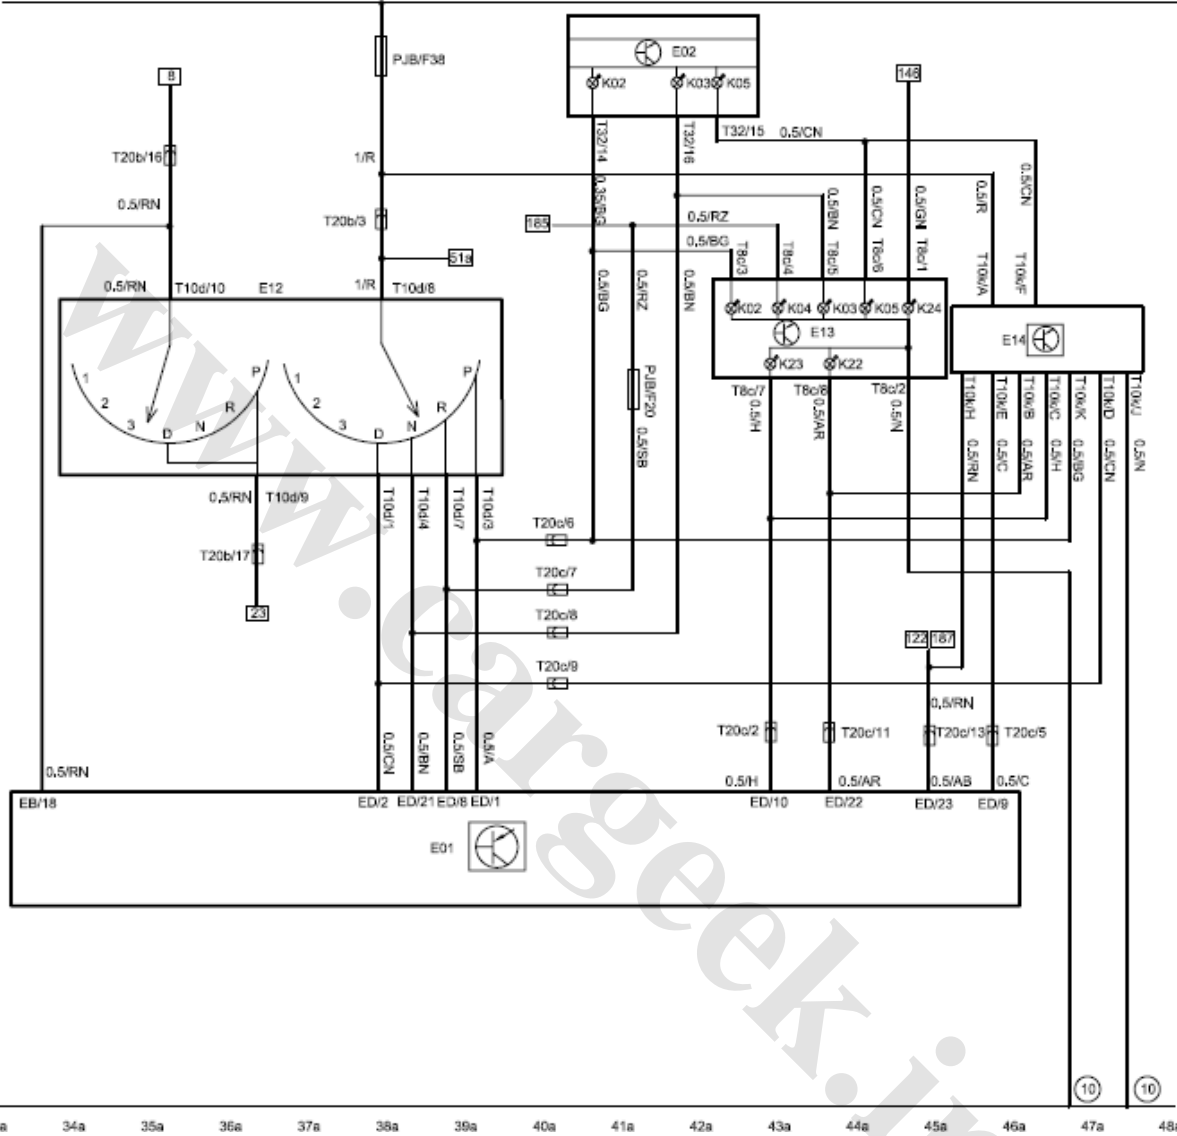 PJB/F38
E02
K02
K03
K05
8
146
T20b/16
T32/14
T32/16
T32/15
0.5/CN
1/R
0.5/RN
T20b/3
0.35/BG
185
0.5/RZ
0.5/BG
0.5/BN
0.5/CN
0.5/GN
0.5/R
0.5/CN
T8c/3
T8c/4
T8c/5
T8c/6
T8c/1
T10k/A
T10k/F
51a
0.5/RN
T10d/10
E12
1/R
T10d/8
0.5/BG
0.5/RZ
0.5/BN
K02
K04
K03
K05
K24
E13
K23
K22
E14
1
2
3
D
N
R
P
1
2
3
D
N
R
P
PJB/F20
0.5/SB
T8c/7
T8c/8
T8c/2
0.5/H
0.5/AR
0.5/N
T10k/H
T10k/E
T10k/B
T10k/C
T10k/K
T10k/D
T10k/J
0.5/RN
0.5/C
0.5/AR
0.5/H
0.5/BG
0.5/CN
0.5/N
0.5/RN
T10d/9
T10d/1
T10d/4
T10d/7
T10d/3
T20b/17
23
T20c/6
T20c/7
T20c/8
T20c/9
122
187
0.5/RN
T20c/2
T20c/11
T20c/13
T20c/5
0.5/RN
0.5/CN
0.5/BN
0.5/SB
0.5/A
0.5/H
0.5/AR
0.5/AB
0.5/C
EB/18
ED/2
ED/21
ED/8
ED/1
ED/10
ED/22
ED/23
ED/9
E01
www.cargeek.ir
10
10
a
34a
35a
36a
37a
38a
39a
40a
41a
42a
43a
44a
45a
46a
47a
48a